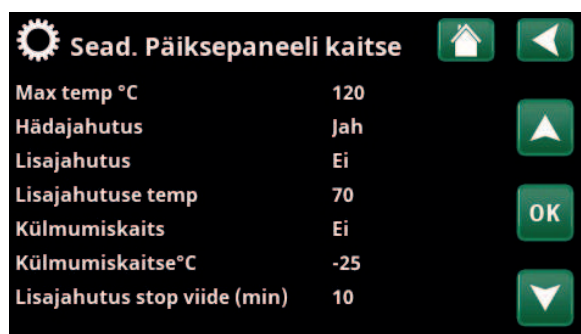 Sead. Päiksepaneeli kaitse
Max temp °C 120
Hädajahutus Jah
Lisajahutus Ei
Lisajahutuse temp 70
Külmumiskaits Ei
Külmumiskaitse°C -25
Lisajahutus stop viide (min) 10
OK